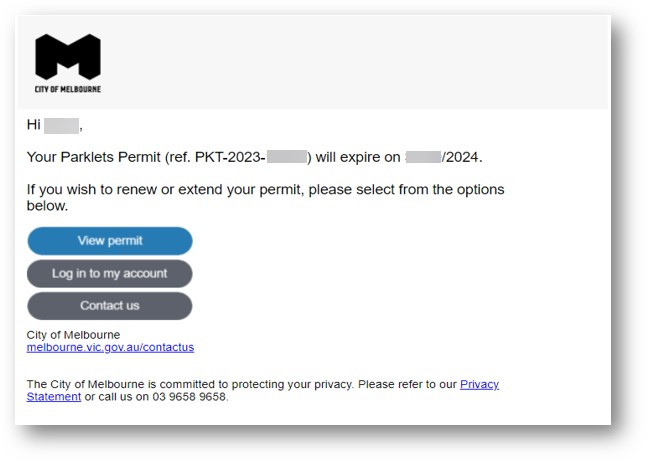 CITY OF MELBOURNE
Hi ,
Your Parklets Permit (ref. PKT-2023- ) will expire on /2024.
If you wish to renew or extend your permit, please select from the options
below.
View permit
Log in to my account
Contact us
City of Melbourne
melbourne.vic.gov.au/contactus
The City of Melbourne is committed to protecting your privacy. Please refer to our Privacy
Statement or call us on 03 9658 9658.